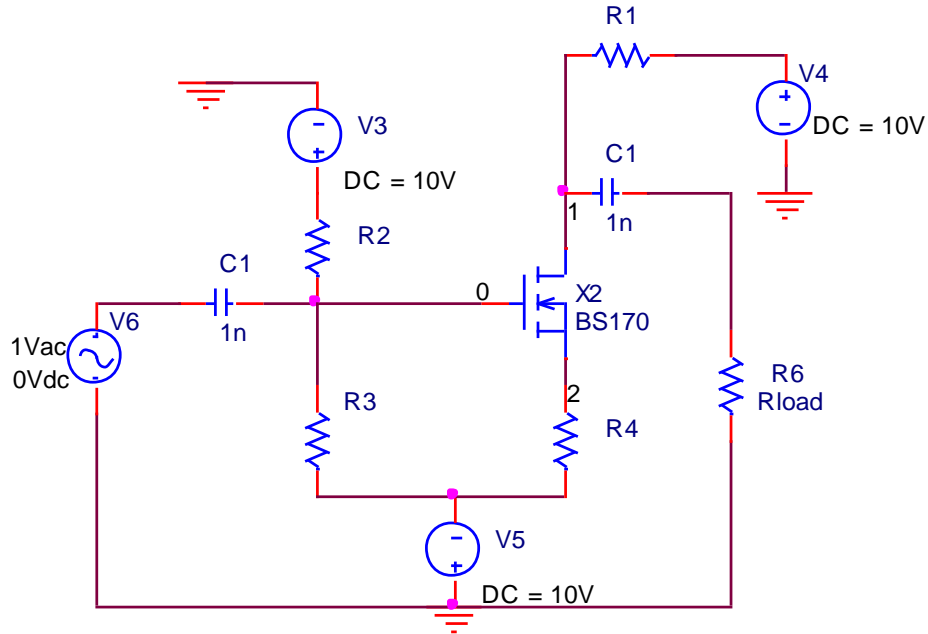 R1
V4
+
-
DC = 10V
-
V3
+
DC = 10V
C1
1n
1
R2
C1
1n
0
X2
BS170
V6
1Vac
0Vdc
-
-
R3
2
R4
R6
Rload
-
V5
+
DC = 10V